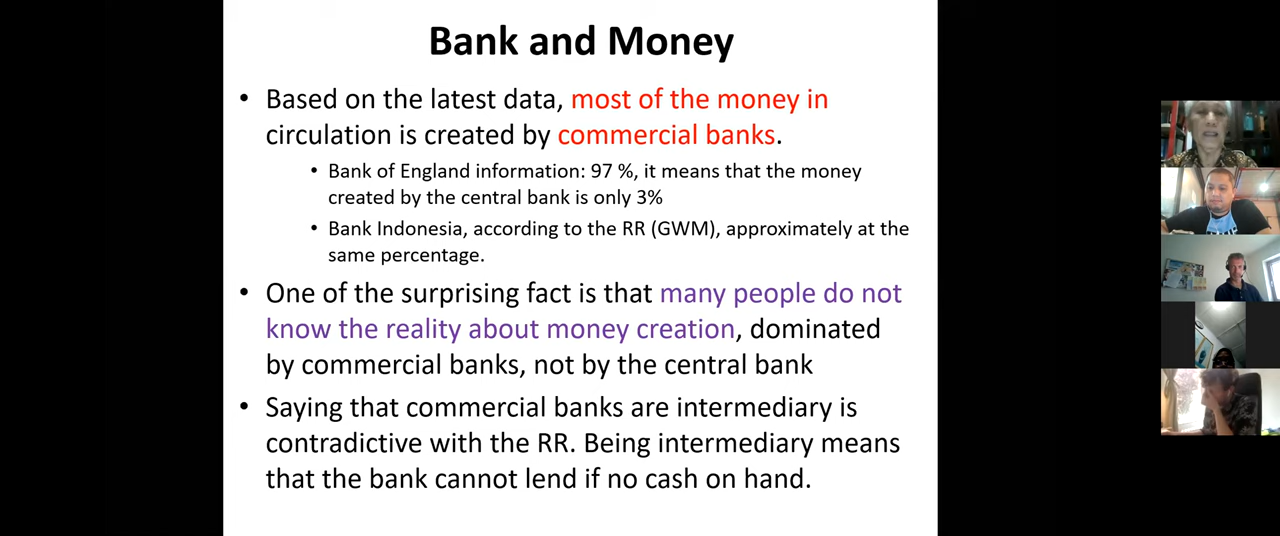 Bank and Money
• Based on the latest data, most of the money in
circulation is created by commercial banks.
• Bank of England information: 97 %, it means that the money
created by the central bank is only 3%
• Bank Indonesia, according to the RR (GWM), approximately at the
same percentage.
• One of the surprising fact is that many people do not
know the reality about money creation, dominated
by commercial banks, not by the central bank
• Saying that commercial banks are intermediary is
contradictive with the RR. Being intermediary means
that the bank cannot lend if no cash on hand.